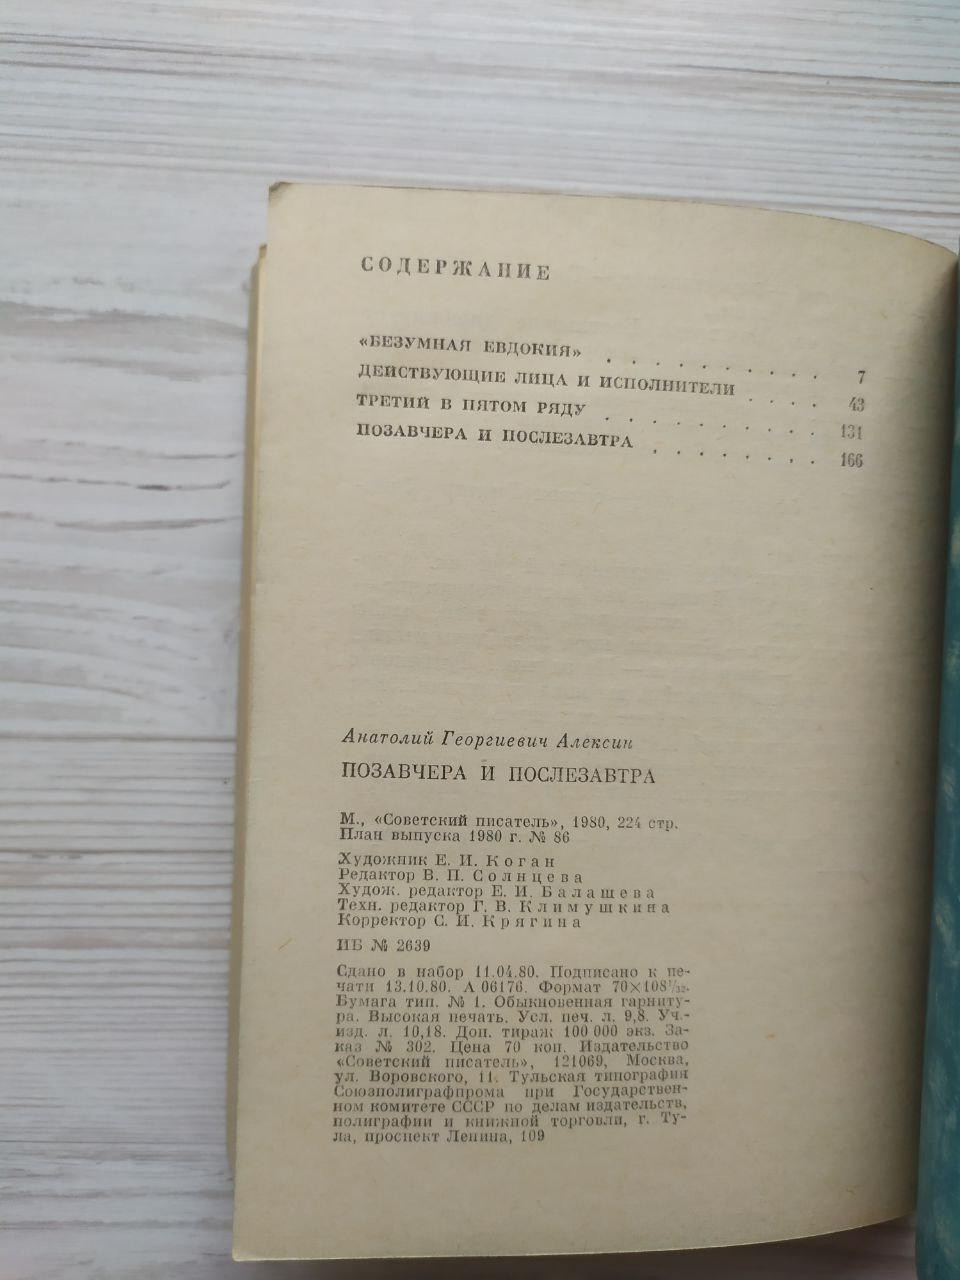 СОДЕРЖАНИЕ
«БЕЗУМНАЯ ЕВДОКИЯ» . . . . . . . . . . 7
ДЕЙСТВУЮЩИЕ ЛИЦА И ИСПОЛНИТЕЛИ . . . . 43
ТРЕТИЙ В ПЯТОМ РЯДУ . . . . . . . . . . 131
ПОЗАВЧЕРА И ПОСЛЕЗАВТРА . . . . . . . . 166
Анатолий Георгиевич Алексин
ПОЗАВЧЕРА И ПОСЛЕЗАВТРА
М., «Советский писатель», 1980, 224 стр.
План выпуска 1980 г. № 86
Художник Е. И. Коган
Редактор В. П. Солнцева
Худож. редактор Е. И. Балашева
Техн. редактор Г. В. Климушкина
Корректор С. И. Крягина
ИБ № 2639
Сдано в набор 11.04.80. Подписано к пе-
чати 13.10.80. А 06176. Формат 70×108¹/₃₂.
Бумага тип. № 1. Обыкновенная гарниту-
ра. Высокая печать. Усл. печ. л. 9,8. Уч.-
изд. л. 10,18. Доп. тираж 100 000 экз. За-
каз № 302. Цена 70 коп. Издательство
«Советский писатель», 121069, Москва,
ул. Воровского, 11. Тульская типография
Союзполиграфпрома при Государствен-
ном комитете СССР по делам издательств,
полиграфии и книжной торговли, г. Ту-
ла, проспект Ленина, 109